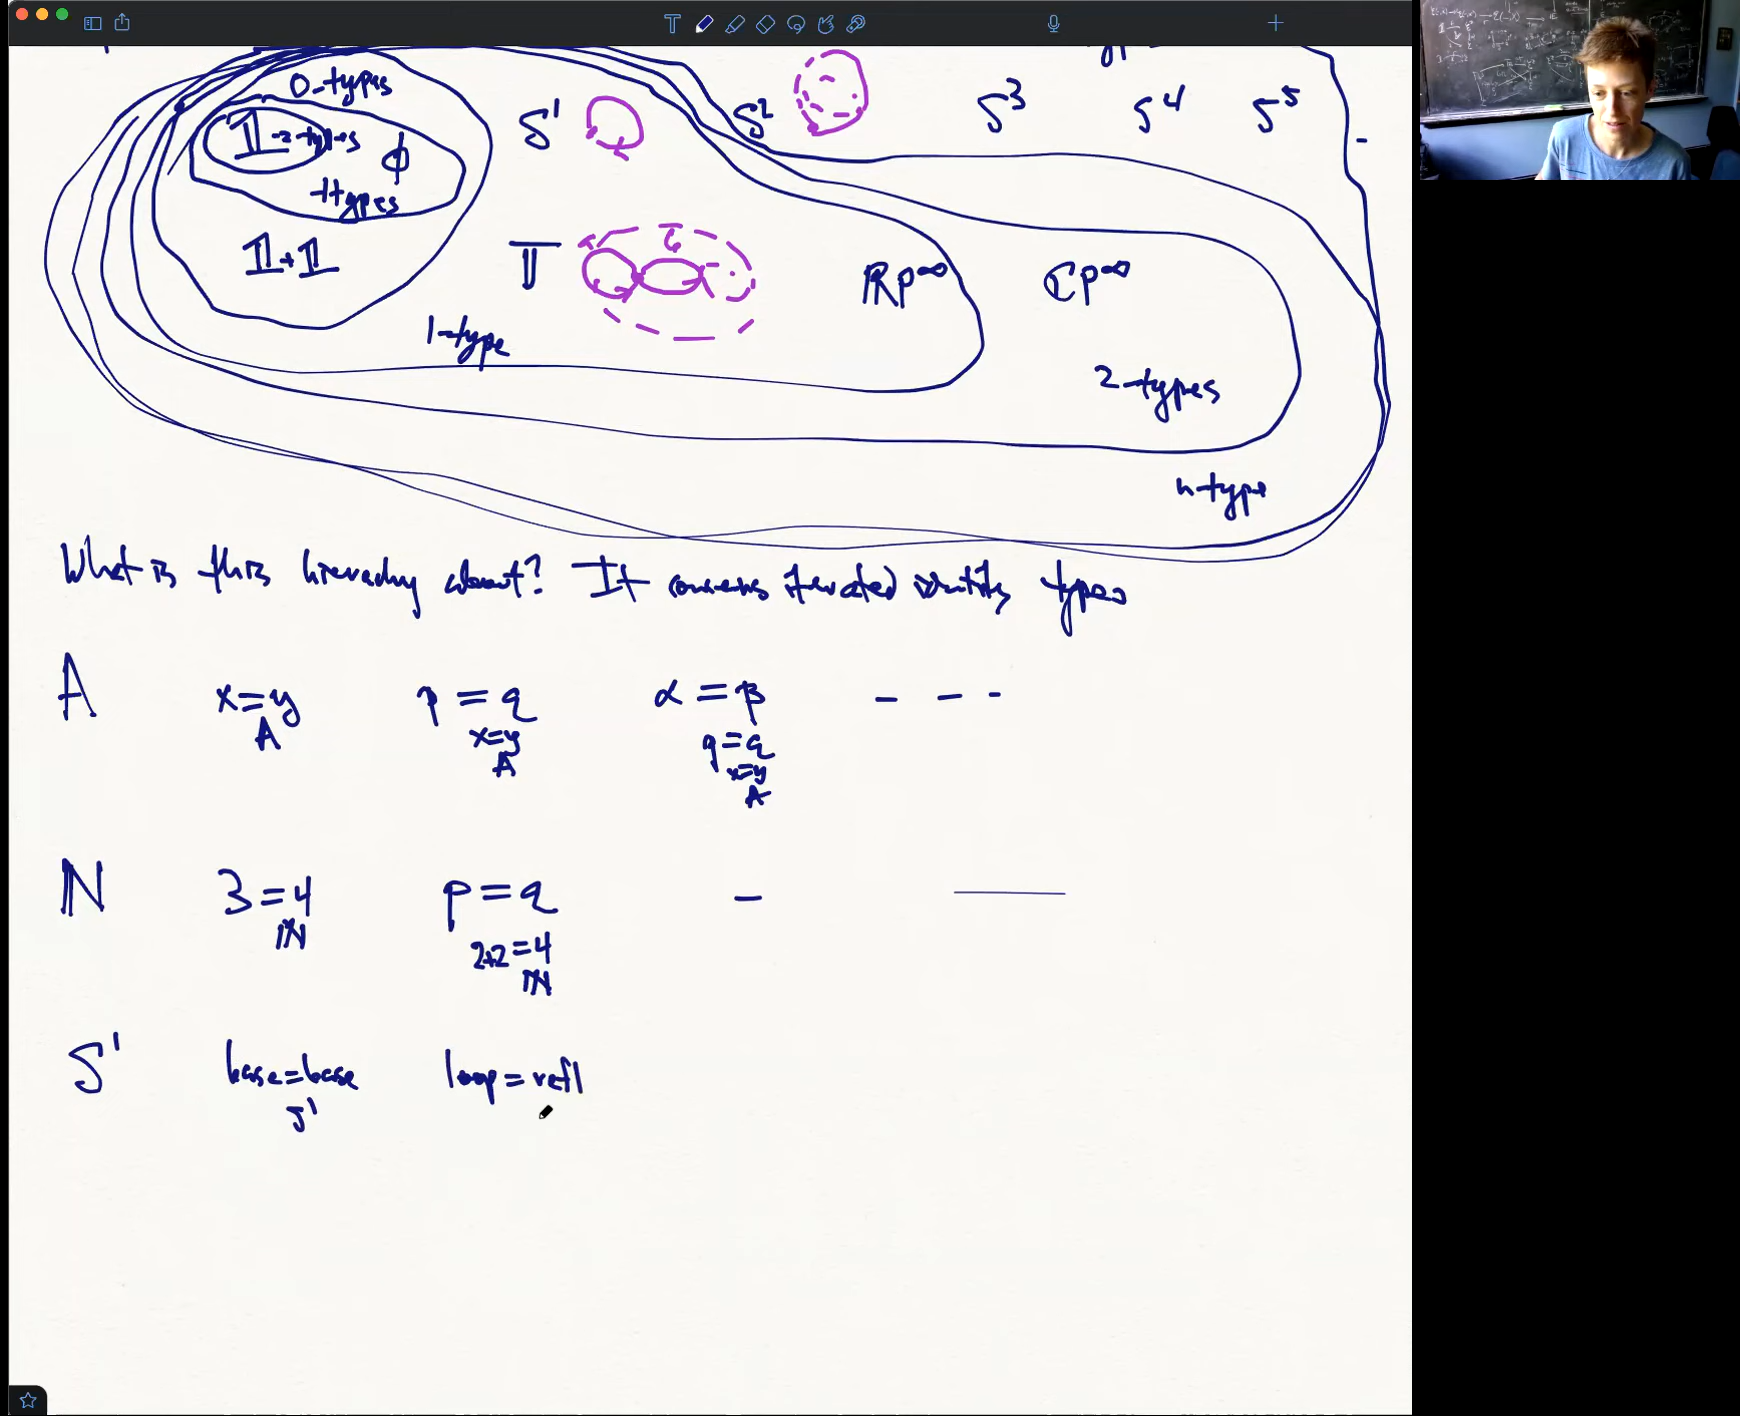 0-types
𝟙 -2-types ∅
-1-types
𝟙+𝟙
S¹ S² S³ S⁴ S⁵ -
𝕋 ℝP^∞ ℂP^∞
1-type
2-types
n-type
What is this hierarchy about? It concerns iterated identity types
A x=y p = q α = β - - -
A x=y q=q
A x=y
A
N 3=4 p=q - —
ℕ 2+2=4
ℕ
S¹ base=base loop=refl
S¹